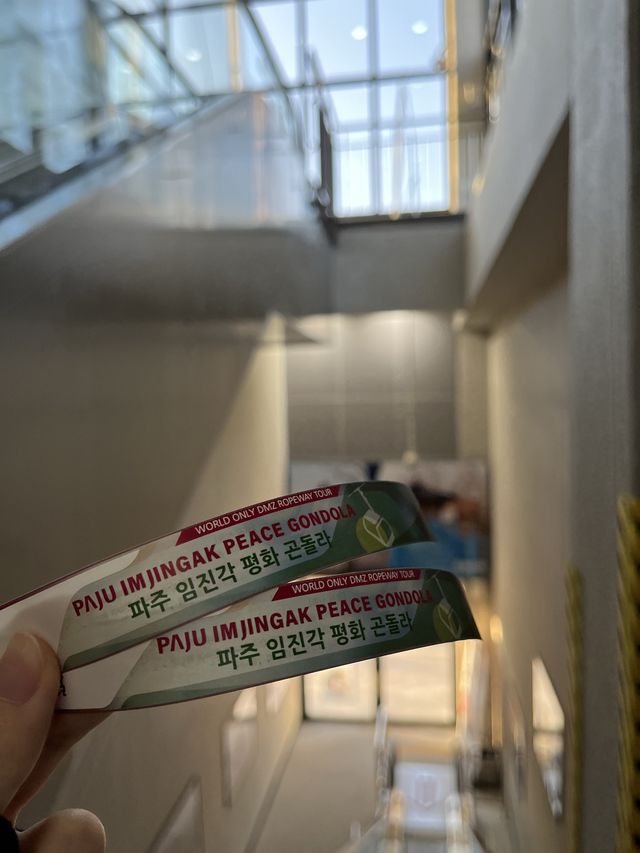 WORLD ONLY DMZ ROPEWAY TOUR
PAJU IMJINGAK PEACE GONDOLA
파주 임진각 평화 곤돌라
WORLD ONLY DMZ ROPEWAY TOUR
PAJU IMJINGAK PEACE GONDOLA
파주 임진각 평화 곤돌라